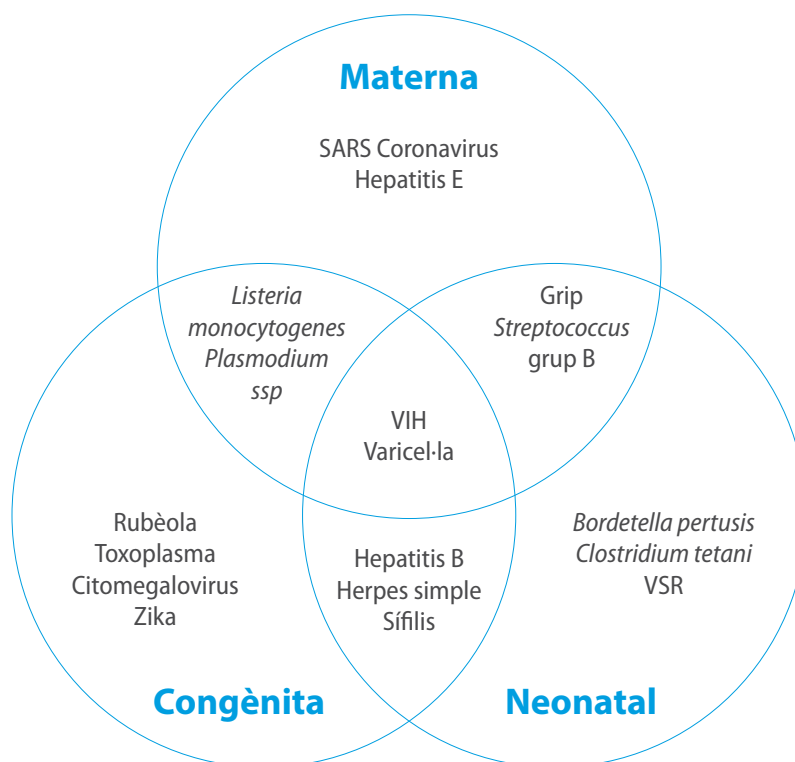 Materna
SARS Coronavirus
Hepatitis E
Listeria
monocytogenes
Plasmodium
ssp
Grip
Streptococcus
grup B
VIH
Varicel·la
Rubèola
Toxoplasma
Citomegalovirus
Zika
Hepatitis B
Herpes simple
Sífilis
Bordetella pertusis
Clostridium tetani
VSR
Congènita
Neonatal